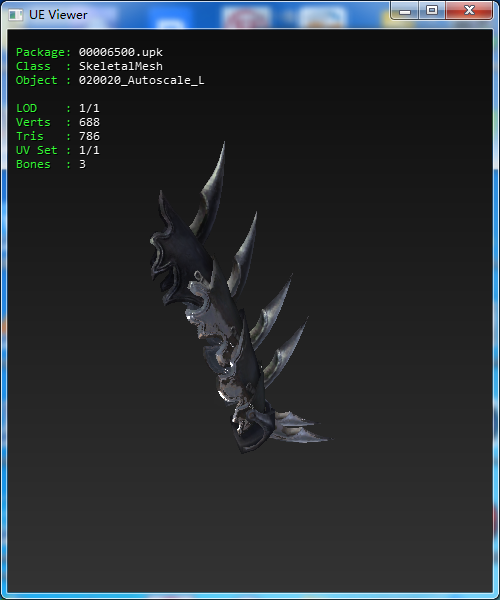 UE Viewer
Package: 00006500.upk
Class : SkeletalMesh
Object : 020020_Autoscale_L
LOD : 1/1
Verts : 688
Tris : 786
UV Set : 1/1
Bones : 3